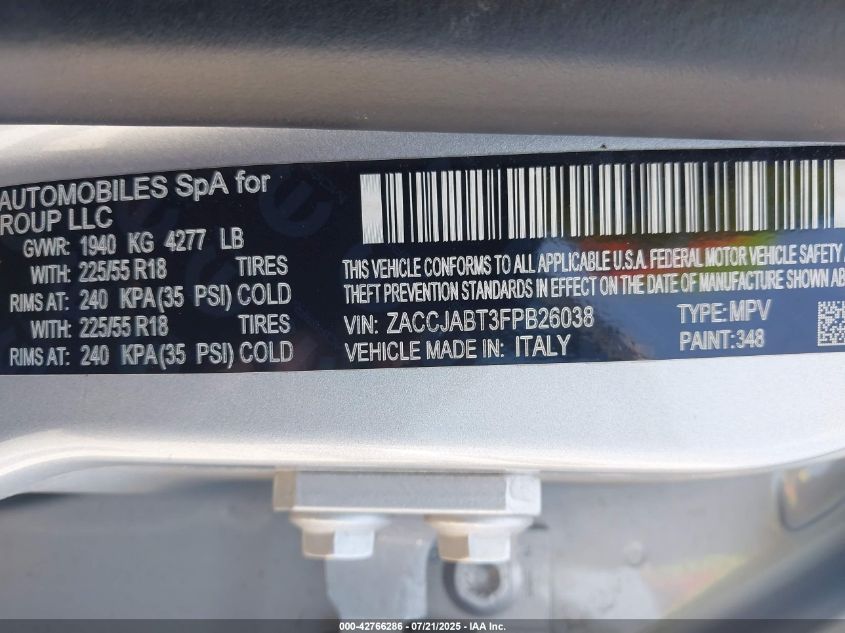 AUTOMOBILES SpA for
ROUP LLC
GVWR: 1940 KG 4277 LB
WITH: 225/55 R18 TIRES
RIMS AT: 240 KPA(35 PSI) COLD
WITH: 225/55 R18 TIRES
RIMS AT: 240 KPA(35 PSI) COLD
THIS VEHICLE CONFORMS TO ALL APPLICABLE U.S.A. FEDERAL MOTOR VEHICLE SAFETY
THEFT PREVENTION STANDARDS IN EFFECT ON THE DATE OF MANUFACTURE SHOWN AB
VIN: ZACCJABT3FPB26038 TYPE: MPV
VEHICLE MADE IN: ITALY PAINT:348
000-42766286 - 07/21/2025 - IAA Inc.